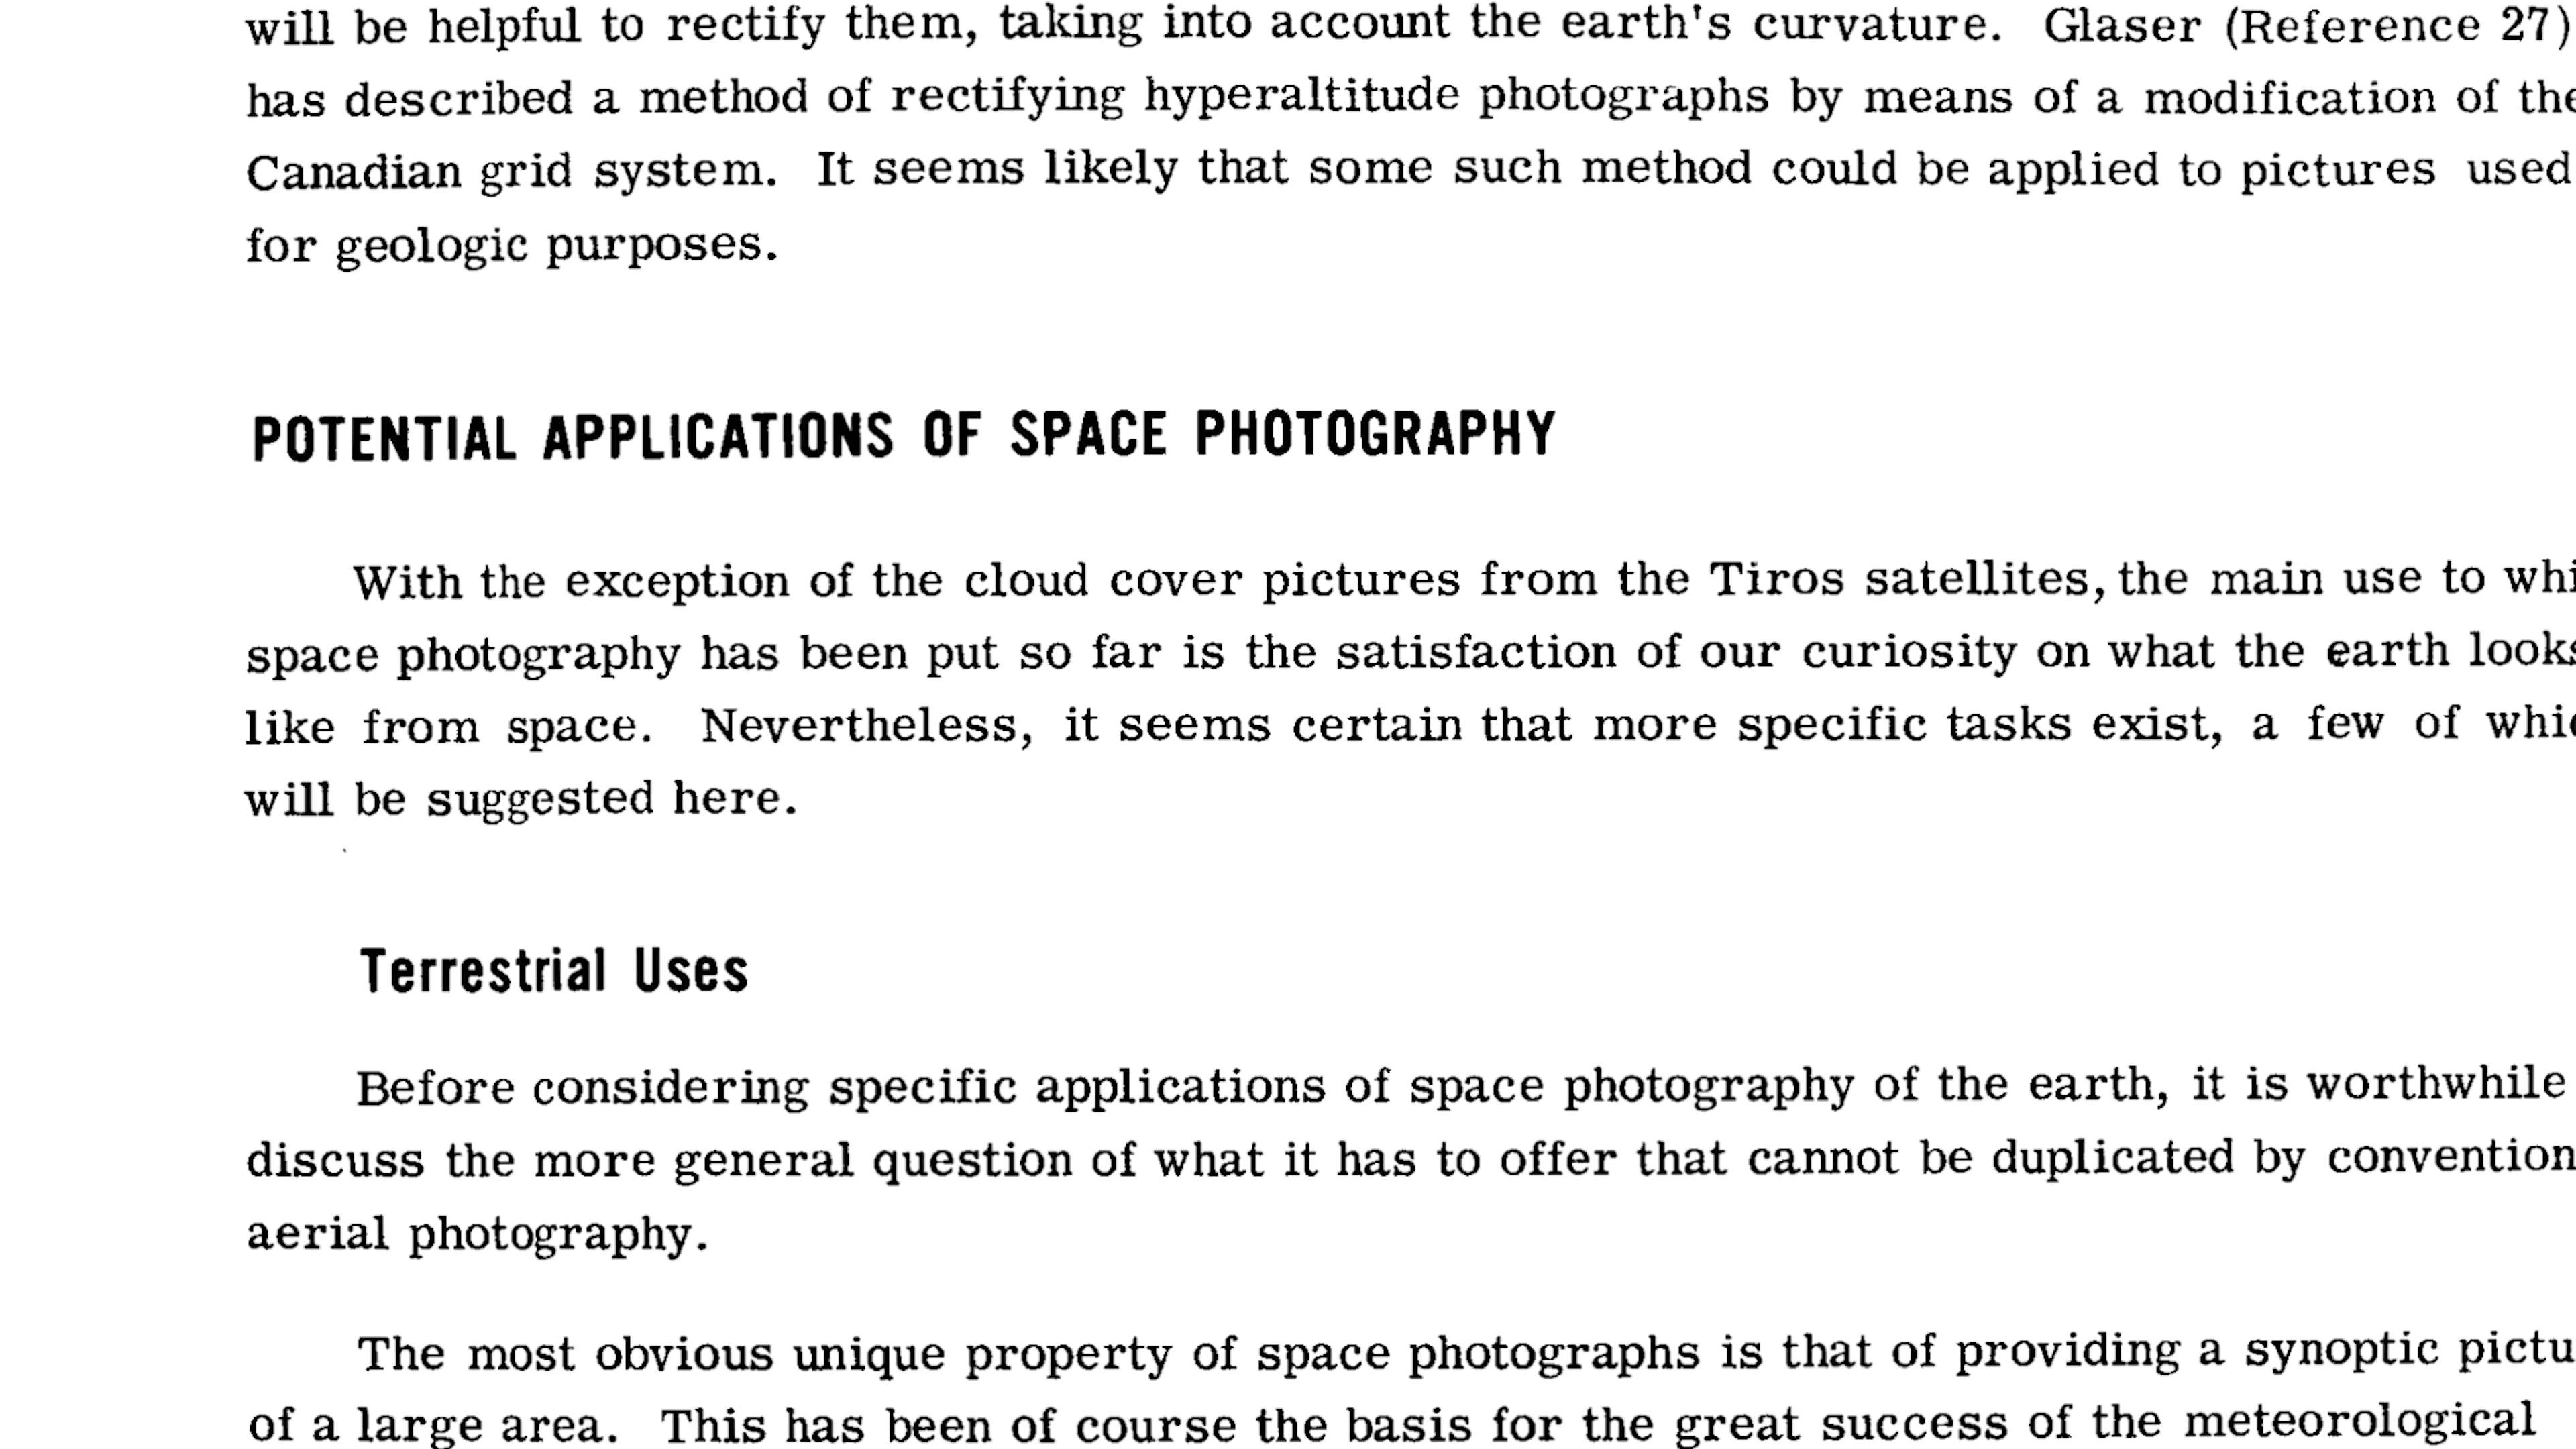 will be helpful to rectify them, taking into account the earth's curvature. Glaser (Reference 27)
has described a method of rectifying hyperaltitude photographs by means of a modification of the
Canadian grid system. It seems likely that some such method could be applied to pictures used
for geologic purposes.
POTENTIAL APPLICATIONS OF SPACE PHOTOGRAPHY
With the exception of the cloud cover pictures from the Tiros satellites, the main use to whi
space photography has been put so far is the satisfaction of our curiosity on what the earth looks
like from space. Nevertheless, it seems certain that more specific tasks exist, a few of whic
will be suggested here.
Terrestrial Uses
Before considering specific applications of space photography of the earth, it is worthwhile
discuss the more general question of what it has to offer that cannot be duplicated by convention
aerial photography.
The most obvious unique property of space photographs is that of providing a synoptic pictu
of a large area. This has been of course the basis for the great success of the meteorological